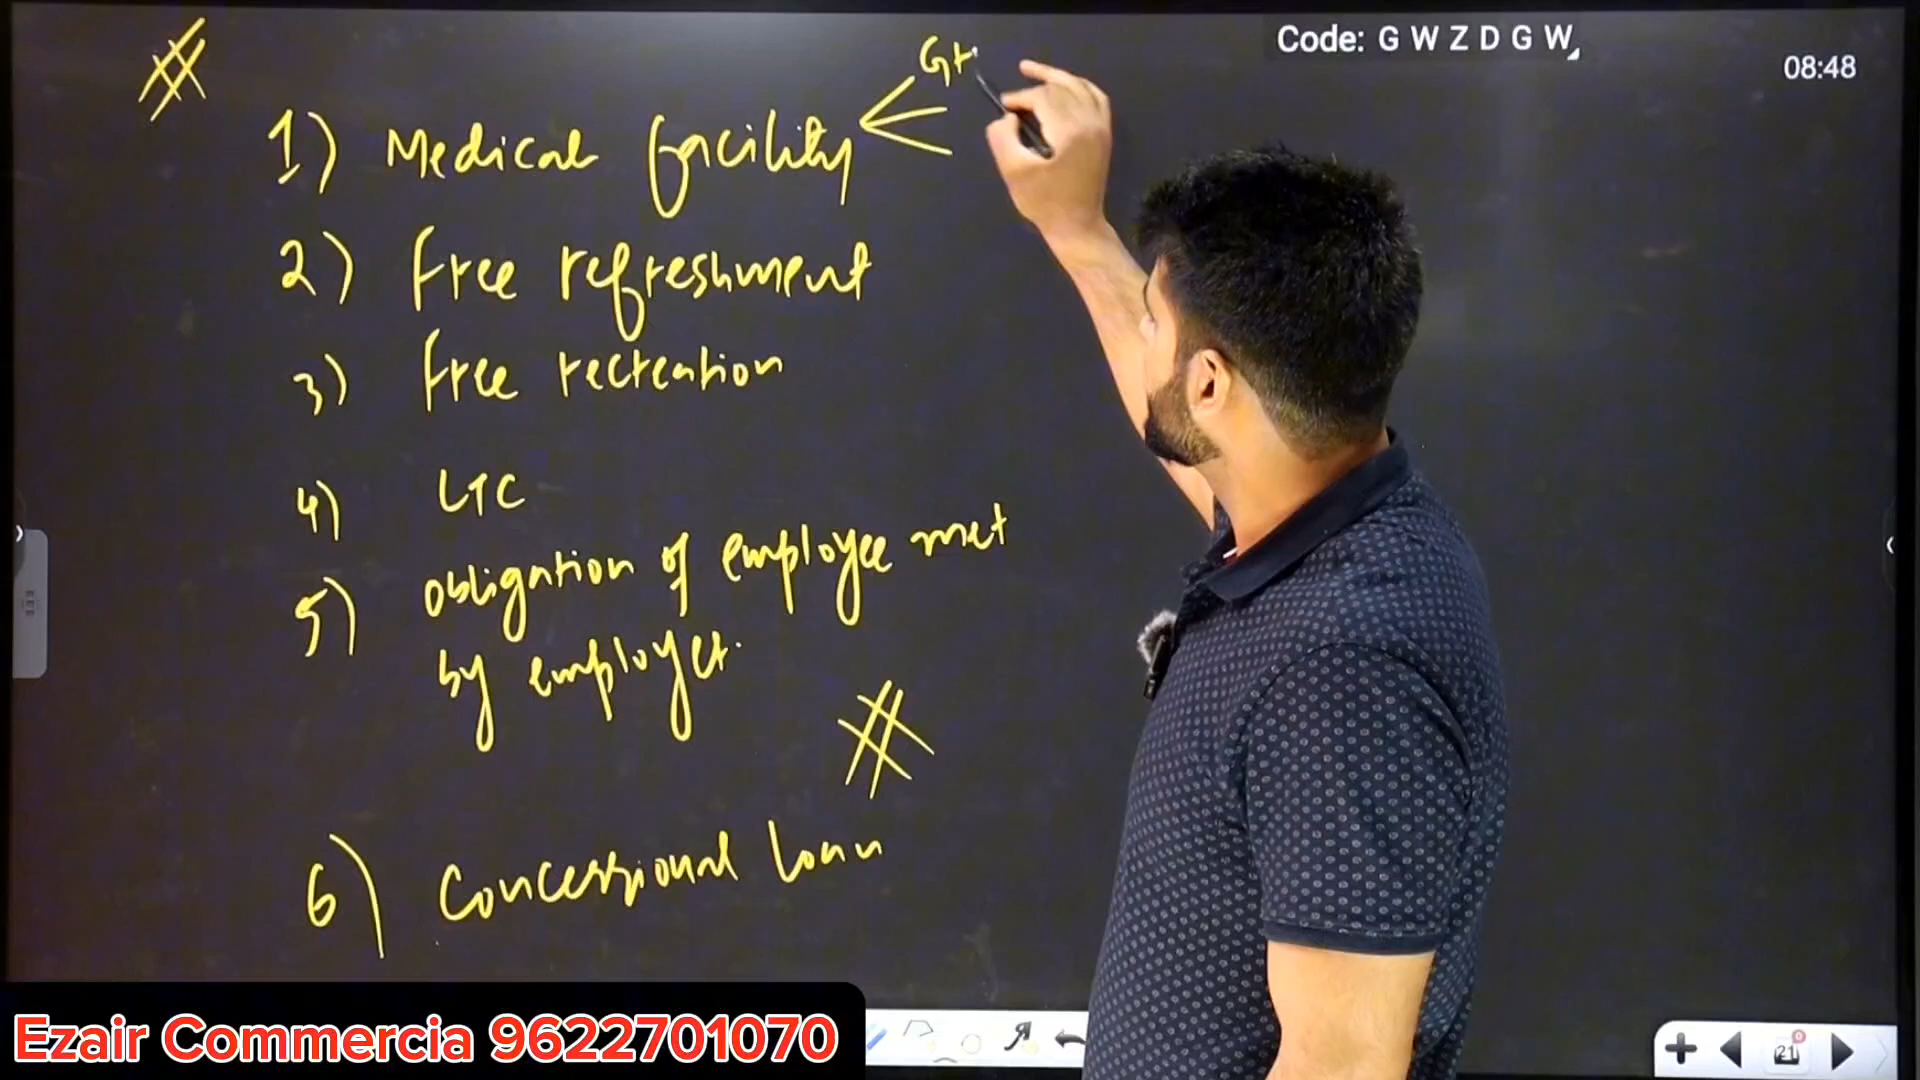 Code: G W Z D G W
08:48
Gr
1) Medical facility
2) Free refreshment
3) Free recreation
4) LTC
5) obligation of employee met
by employer.
6) Concessional loan
Ezair Commercia 9622701070
21